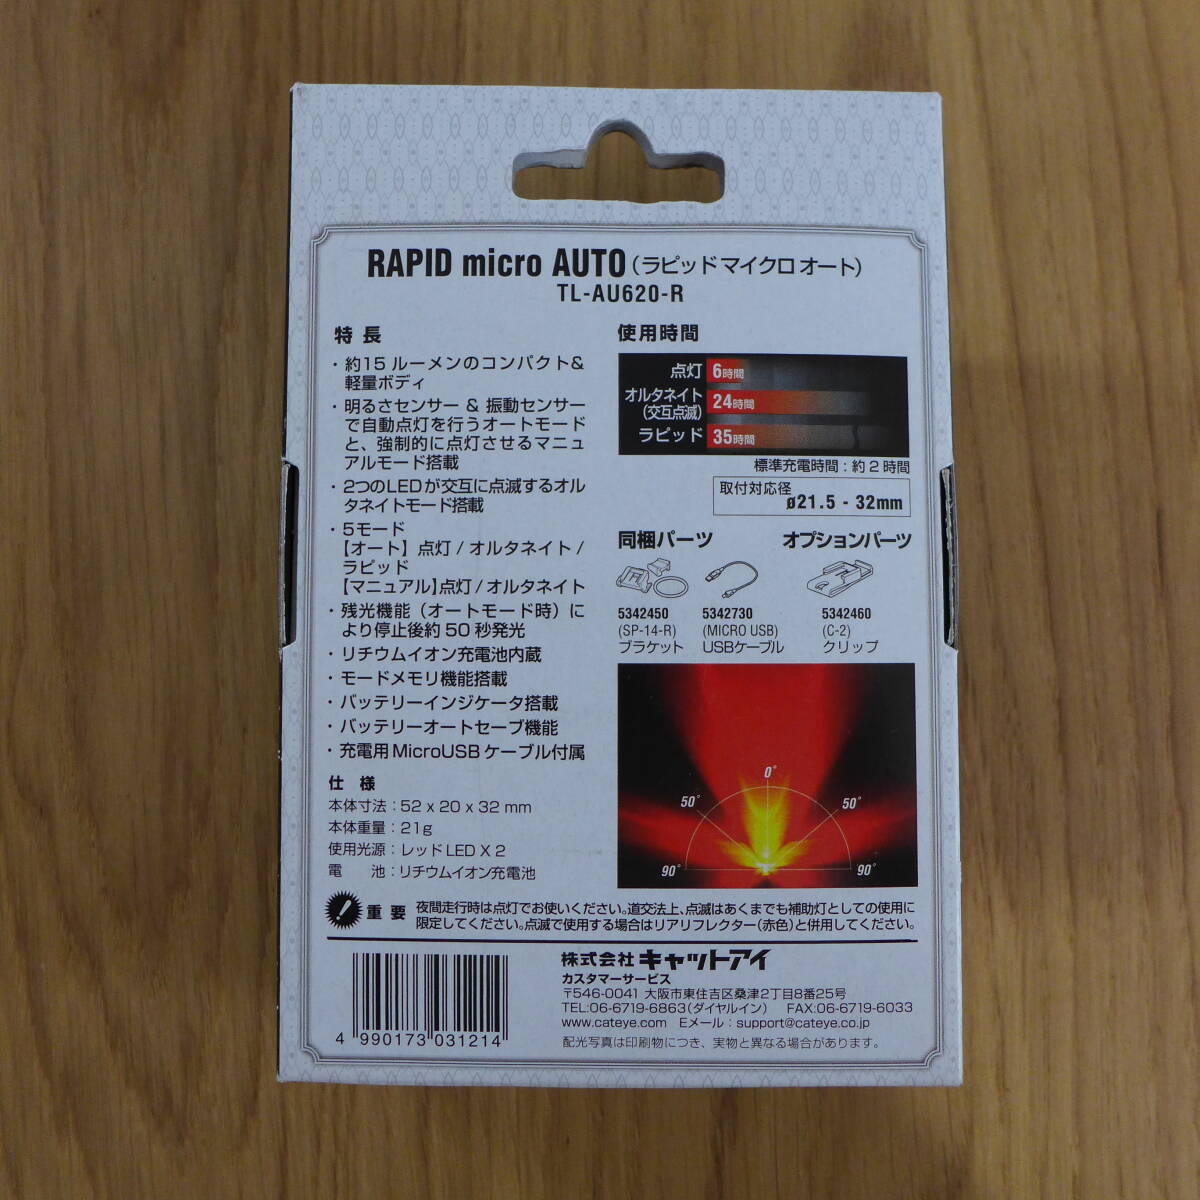 RAPID micro AUTO (ラピッド マイクロ オート)
TL-AU620-R
特 長
・約15 ルーメンのコンパクト＆
軽量ボディ
・明るさセンサー ＆ 振動センサー
で自動点灯を行うオートモード
と、強制的に点灯させるマニュ
アルモード搭載
・2つのLEDが交互に点滅するオル
タネイトモード搭載
・5モード
【オート】点灯 / オルタネイト /
ラピッド
【マニュアル】点灯 / オルタネイト
・残光機能（オートモード時）に
より停止後約 50 秒発光
・リチウムイオン充電池内蔵
・モードメモリ機能搭載
・バッテリーインジケータ搭載
・バッテリーオートセーブ機能
・充電用 MicroUSB ケーブル付属
仕 様
本体寸法：52 x 20 x 32 mm
本体重量：21g
使用光源：レッド LED X 2
電 池：リチウムイオン充電池
使用時間
点灯 6時間
オルタネイト
(交互点滅) 24時間
ラピッド 35時間
標準充電時間：約 2 時間
取付対応径
ø21.5 - 32mm
同梱パーツ オプションパーツ
5342450 5342730 5342460
(SP-14-R) (MICRO USB) (C-2)
ブラケット USBケーブル クリップ
0°
50° 50°
90° 90°
重 要 夜間走行時は点灯でお使いください。道交法上、点滅はあくまでも補助灯としての使用に
限定してください。点滅で使用する場合はリアリフレクター（赤色）と併用してください。
4 990173 031214
株式会社 キャットアイ
カスタマーサービス
〒546-0041 大阪市東住吉区桑津2丁目8番25号
TEL:06-6719-6863(ダイヤルイン) FAX:06-6719-6033
www.cateye.com Eメール：support@cateye.co.jp
配光写真は印刷物につき、実物と異なる場合があります。